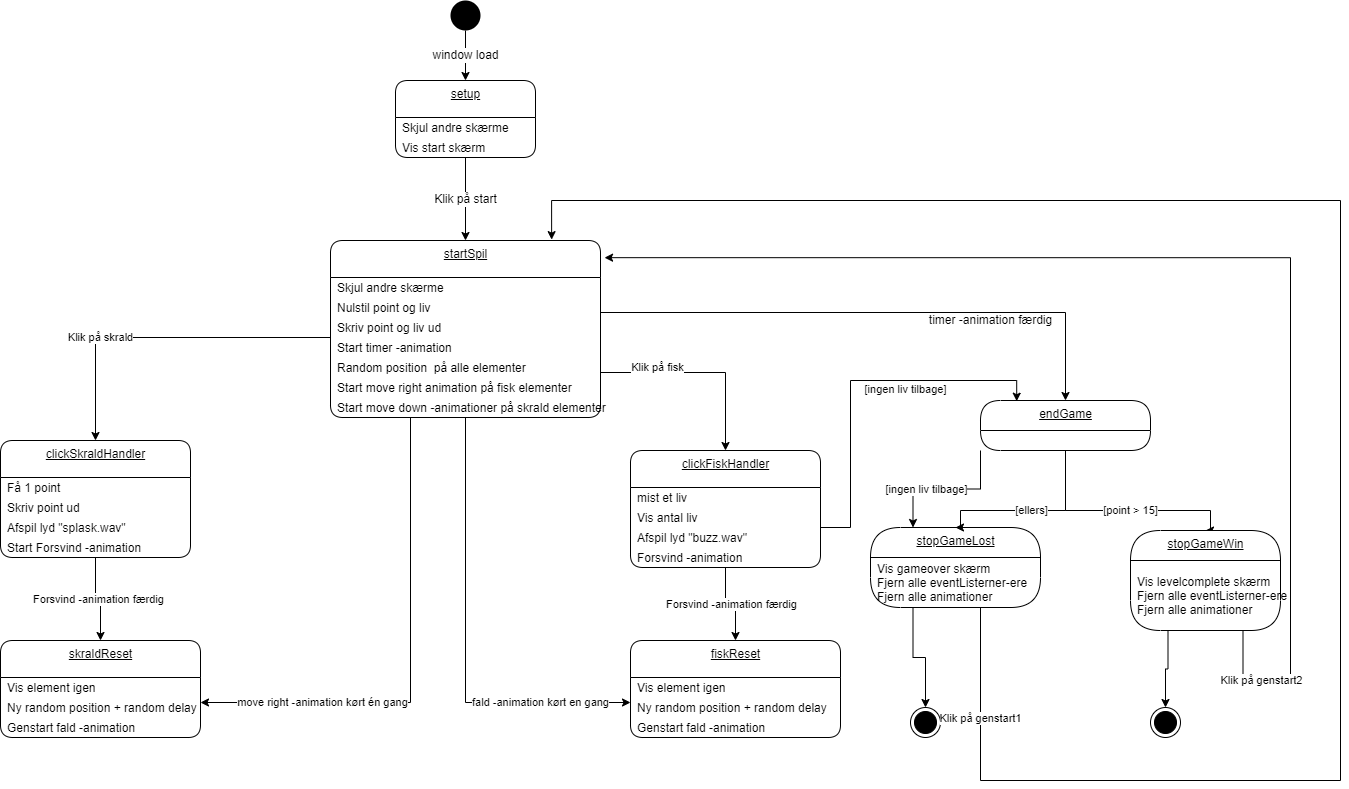 window load
setup
Skjul andre skærme
Vis start skærm
Klik på start
startSpil
Skjul andre skærme
Nulstil point og liv
Skriv point og liv ud
Start timer -animation
Random position  på alle elementer
Start move right animation på fisk elementer
Start move down -animationer på skrald elementer
Klik på skrald
Klik på fisk
timer -animation færdig
[ingen liv tilbage]
endGame
clickSkraldHandler
Få 1 point
Skriv point ud
Afspil lyd "splask.wav"
Start Forsvind -animation
clickFiskHandler
mist et liv
Vis antal liv
Afspil lyd "buzz.wav"
Forsvind -animation
[ingen liv tilbage]
[ellers]
[point > 15]
stopGameLost
Vis gameover skærm
Fjern alle eventListerner-ere
Fjern alle animationer
stopGameWin
Vis levelcomplete skærm
Fjern alle eventListerner-ere
Fjern alle animationer
Forsvind -animation færdig
Forsvind -animation færdig
skraldReset
Vis element igen
Ny random position + random delay
Genstart fald -animation
move right -animation kørt én gang
fald -animation kørt en gang
fiskReset
Vis element igen
Ny random position + random delay
Genstart fald -animation
Klik på genstart2
Klik på genstart1